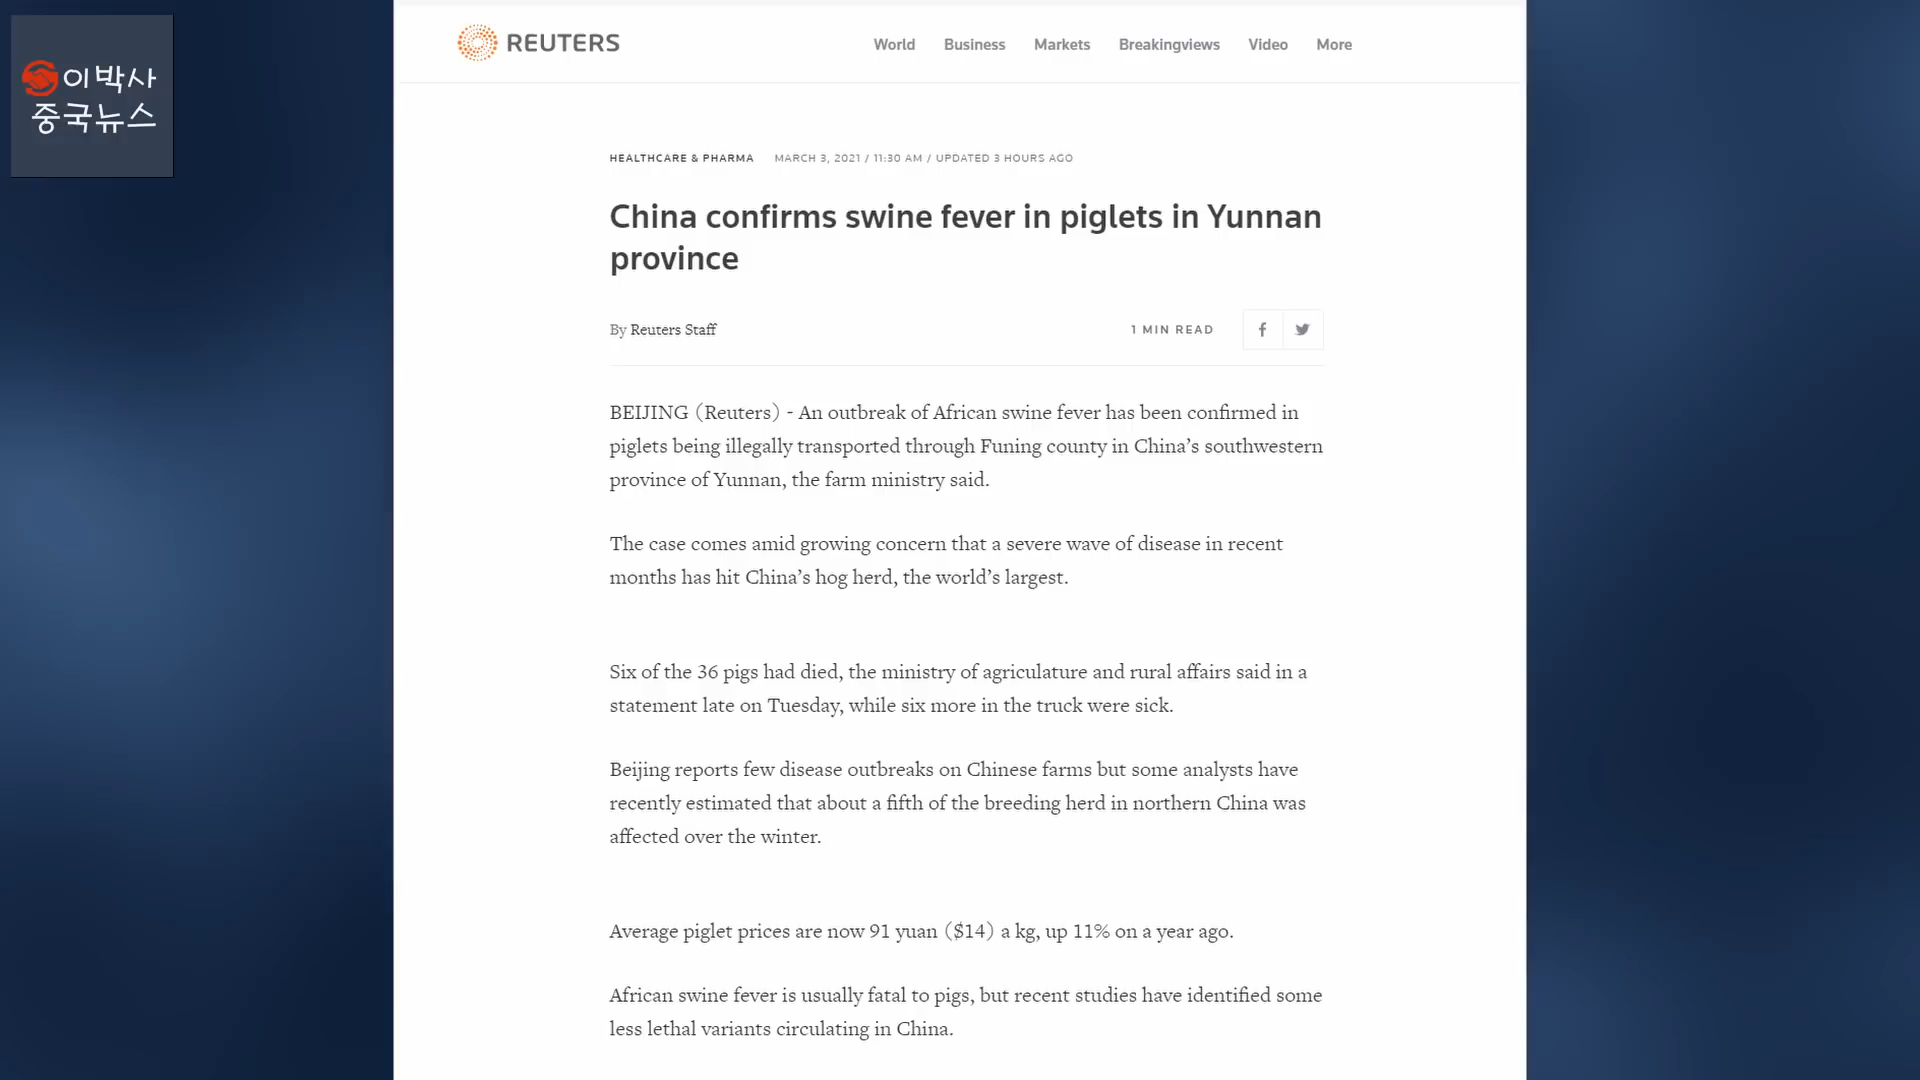 이박사
중국뉴스
REUTERS
World Business Markets Breakingviews Video More
HEALTHCARE & PHARMA MARCH 3, 2021 / 11:30 AM / UPDATED 3 HOURS AGO
China confirms swine fever in piglets in Yunnan
province
By Reuters Staff
1 MIN READ
BEIJING (Reuters) - An outbreak of African swine fever has been confirmed in
piglets being illegally transported through Funing county in China’s southwestern
province of Yunnan, the farm ministry said.
The case comes amid growing concern that a severe wave of disease in recent
months has hit China’s hog herd, the world’s largest.
Six of the 36 pigs had died, the ministry of agriculature and rural affairs said in a
statement late on Tuesday, while six more in the truck were sick.
Beijing reports few disease outbreaks on Chinese farms but some analysts have
recently estimated that about a fifth of the breeding herd in northern China was
affected over the winter.
Average piglet prices are now 91 yuan ($14) a kg, up 11% on a year ago.
African swine fever is usually fatal to pigs, but recent studies have identified some
less lethal variants circulating in China.